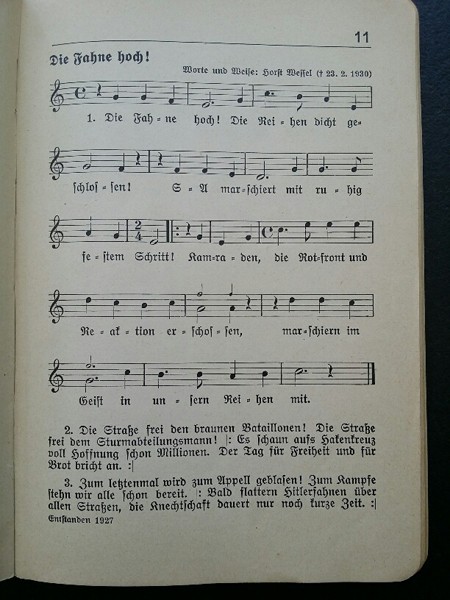 11
Die Fahne hoch!
Worte und Weise: Horst Wessel († 23. 2. 1930)
1. Die Fah-ne hoch! Die Rei-hen dicht ge-
schlos-sen! S-A mar-schiert mit ru-hig
fe-stem Schritt! Kam-ra-den, die Rotfront und
Re-ak-tion er-schos-sen, mar-schiern im
Geist in un-sern Rei-hen mit.
2. Die Straße frei den braunen Bataillonen! Die Straße
frei dem Sturmabteilungsmann! |: Es schaun aufs Hakenkreuz
voll Hoffnung schon Millionen. Der Tag für Freiheit und für
Brot bricht an. :|
3. Zum letztenmal wird zum Appell geblasen! Zum Kampfe
stehn wir alle schon bereit. |: Bald flattern Hitlerfahnen über
allen Straßen, die Knechtschaft dauert nur noch kurze Zeit. :|
Entstanden 1927